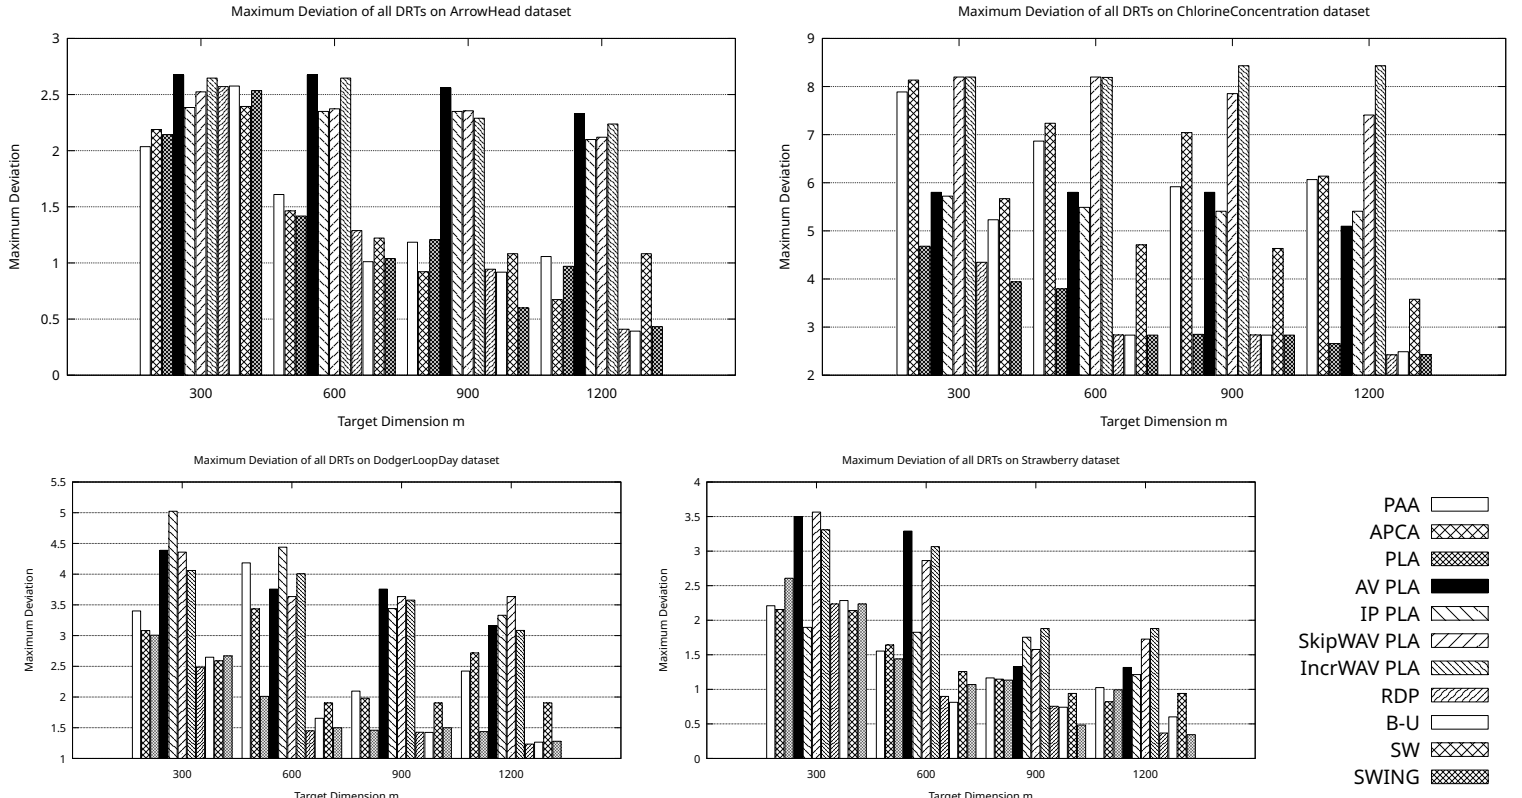 Maximum Deviation of all DRTs on ArrowHead dataset
3
2.5
2
1.5
1
0.5
0
Maximum Deviation
300 600 900 1200
Target Dimension m
Maximum Deviation of all DRTs on ChlorineConcentration dataset
9
8
7
6
5
4
3
2
Maximum Deviation
300 600 900 1200
Target Dimension m
Maximum Deviation of all DRTs on DodgerLoopDay dataset
5.5
5
4.5
4
3.5
3
2.5
2
1.5
1
Maximum Deviation
300 600 900 1200
Target Dimension m
Maximum Deviation of all DRTs on Strawberry dataset
4
3.5
3
2.5
2
1.5
1
0.5
0
Maximum Deviation
300 600 900 1200
Target Dimension m
PAA
APCA
PLA
AV PLA
IP PLA
SkipWAV PLA
IncrWAV PLA
RDP
B-U
SW
SWING